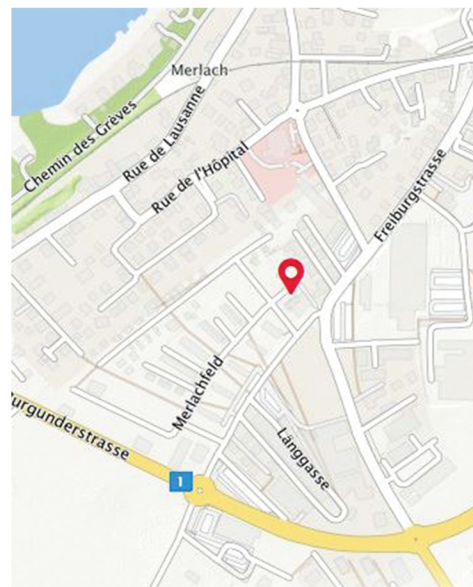 Merlach
Chemin des Grèves
Rue de Lausanne
Rue de l'Hôpital
Freiburgstrasse
Merlachfeld
urgunderstrasse
Länggasse
1